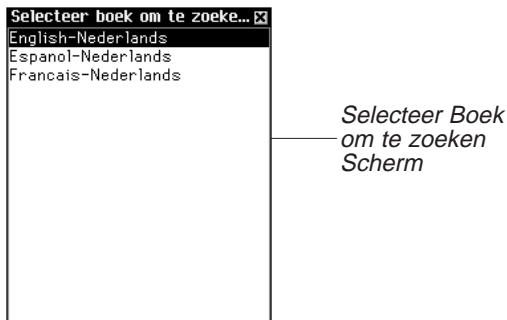 Selecteer boek om te zoeke...
English-Nederlands
Espanol-Nederlands
Francais-Nederlands
Selecteer Boek
om te zoeken
Scherm